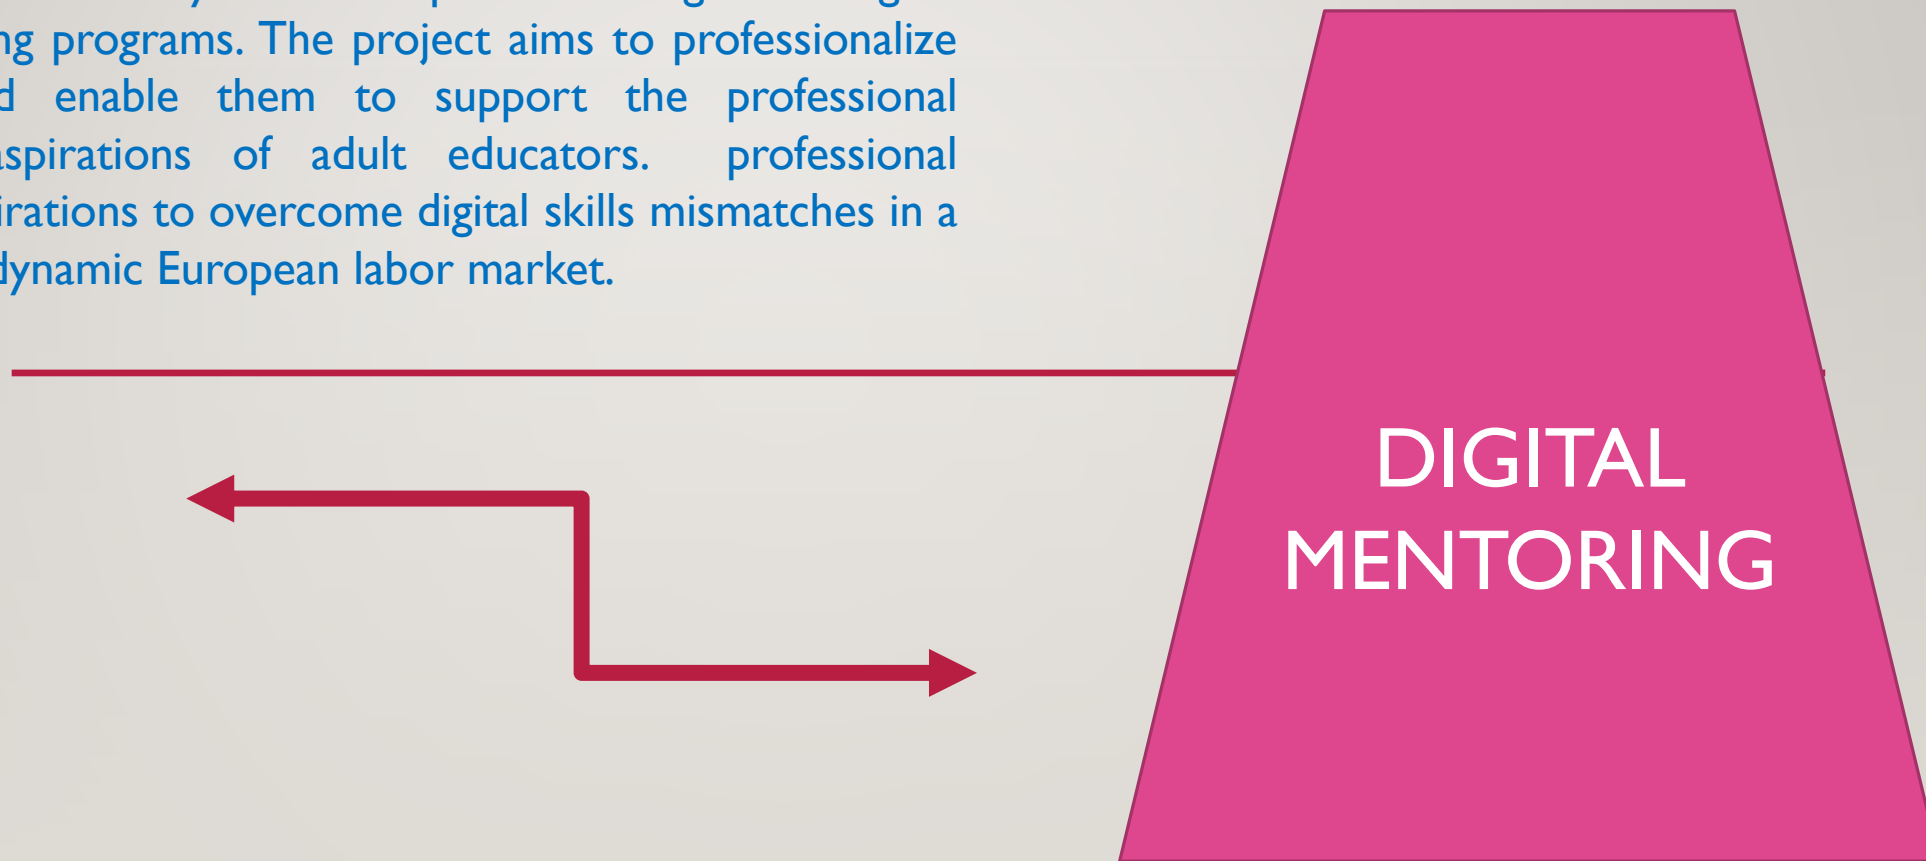 programs. The project aims to professionalize
enable them to support the professional
aspirations of adult educators. professional
to overcome digital skills mismatches in a
dynamic European labor market.
DIGITAL
MENTORING